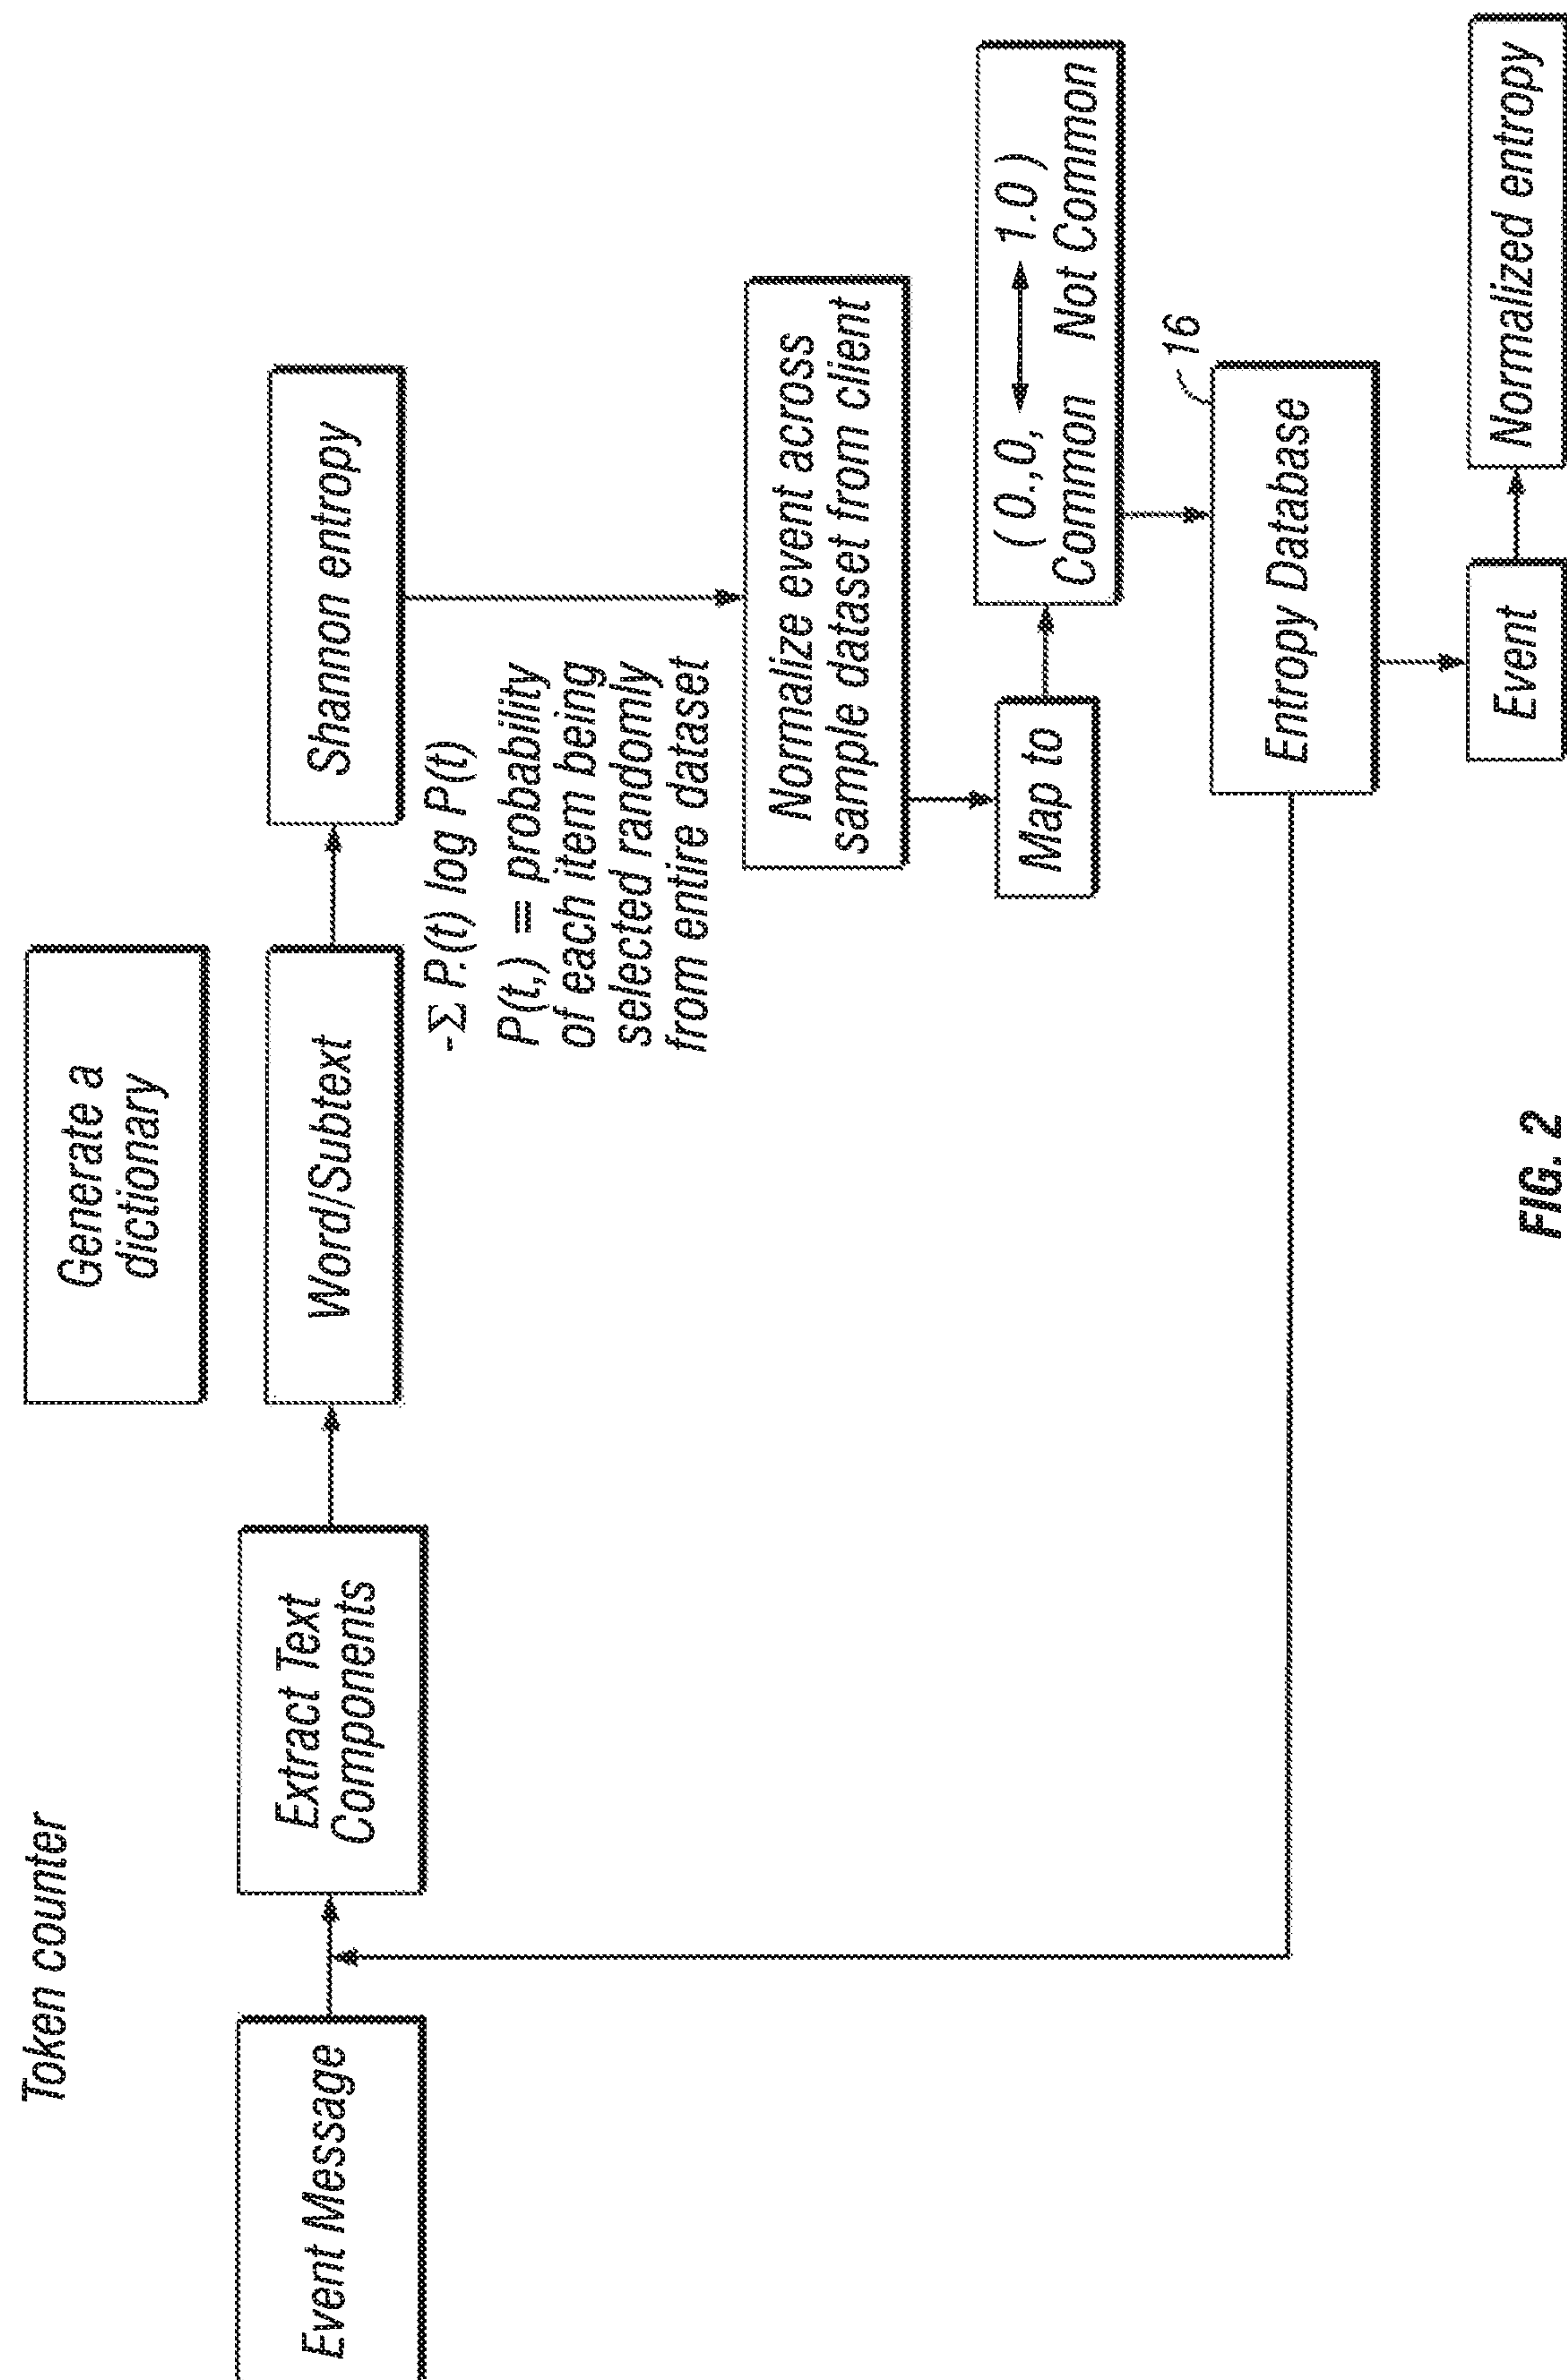 Token counter
Generate a
dictionary
Event Message
Extract Text
Components
Word/Subtext
Shannon entropy
-Σ P.(t) log P(t)
P(t,) = probability
of each item being
selected randomly
from entire dataset
Normalize event across
sample dataset from client
Map to
( 0.,0, 1.0 )
Common Not Common
16
Entropy Database
Event
Normalized entropy
FIG. 2